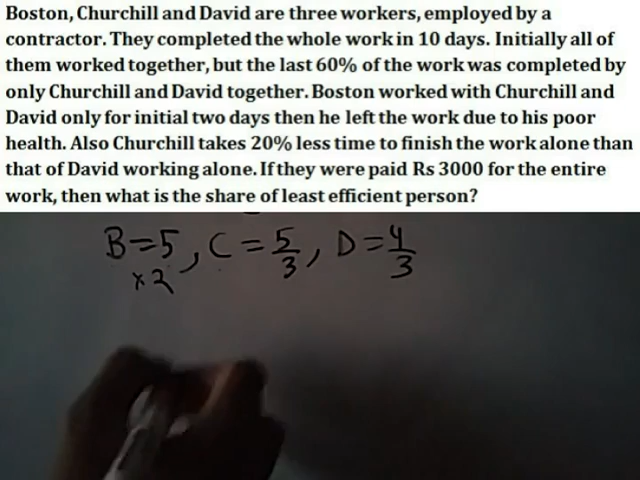 Boston, Churchill and David are three workers, employed by a
contractor. They completed the whole work in 10 days. Initially all of
them worked together, but the last 60% of the work was completed by
only Churchill and David together. Boston worked with Churchill and
David only for initial two days then he left the work due to his poor
health. Also Churchill takes 20% less time to finish the work alone than
that of David working alone. If they were paid Rs 3000 for the entire
work, then what is the share of least efficient person?
B=5, C=5/3, D=4/3
×2